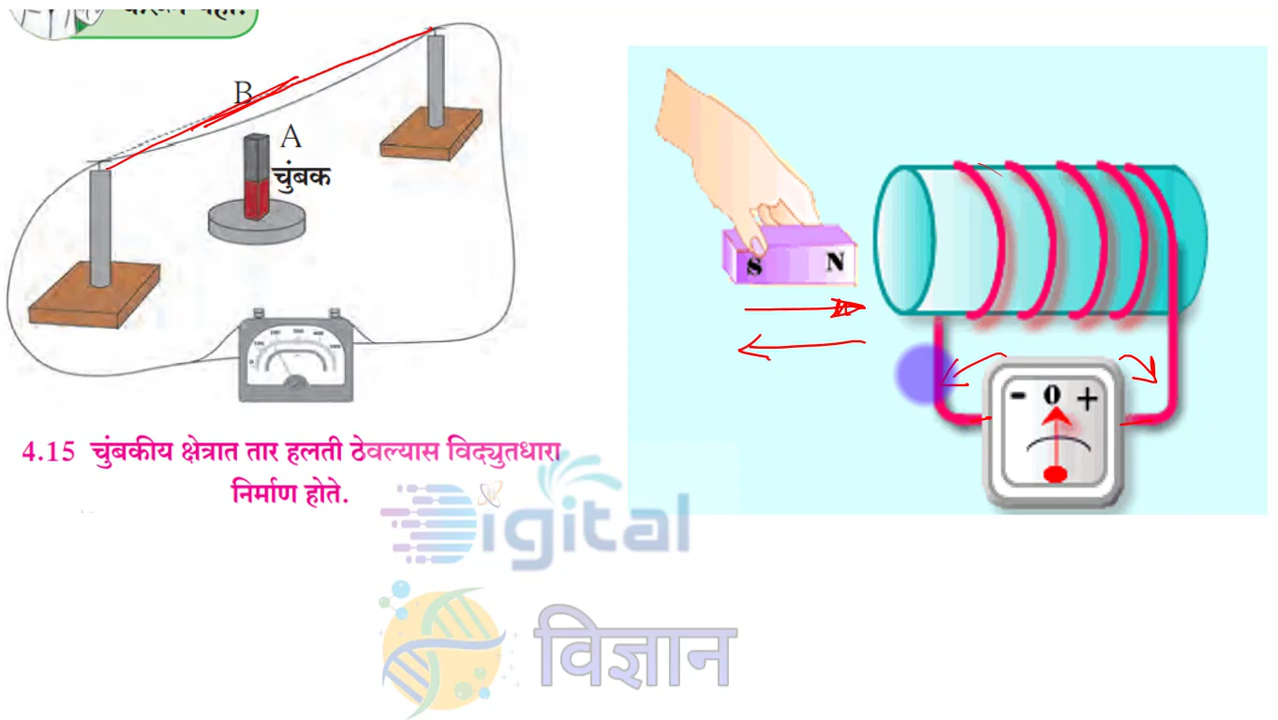 B
A
चुंबक
4.15 चुंबकीय क्षेत्रात तार हलती ठेवल्यास विद्युतधारा
निर्माण होते.
S N
- 0 +
Digital
विज्ञान